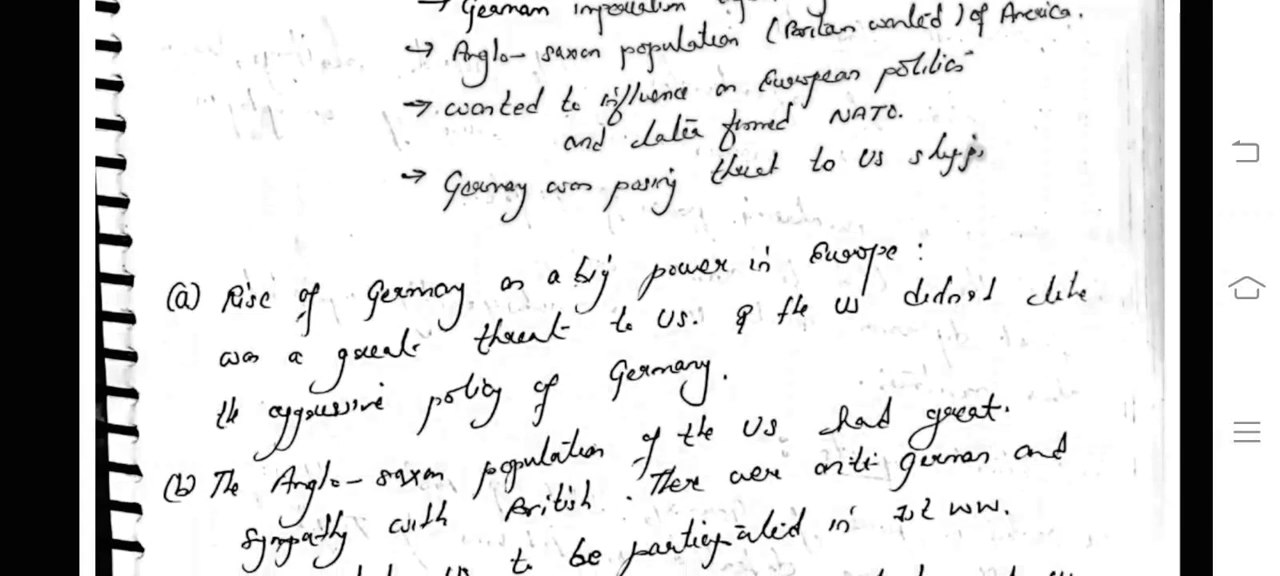 → German imperialism
→ Anglo-saxon population (Britain wanted) of America.
→ wanted to influence on European politics
and later formed NATO.
→ Germany was posing threat to US ships
(a) Rise of Germany as a big power in Europe:
was a great threat to US. & the US didnot like
the aggressive policy of Germany.
(b) The Anglo-saxon population of the US had great.
sympathy with British. There were anti german and
to be participated in WW.